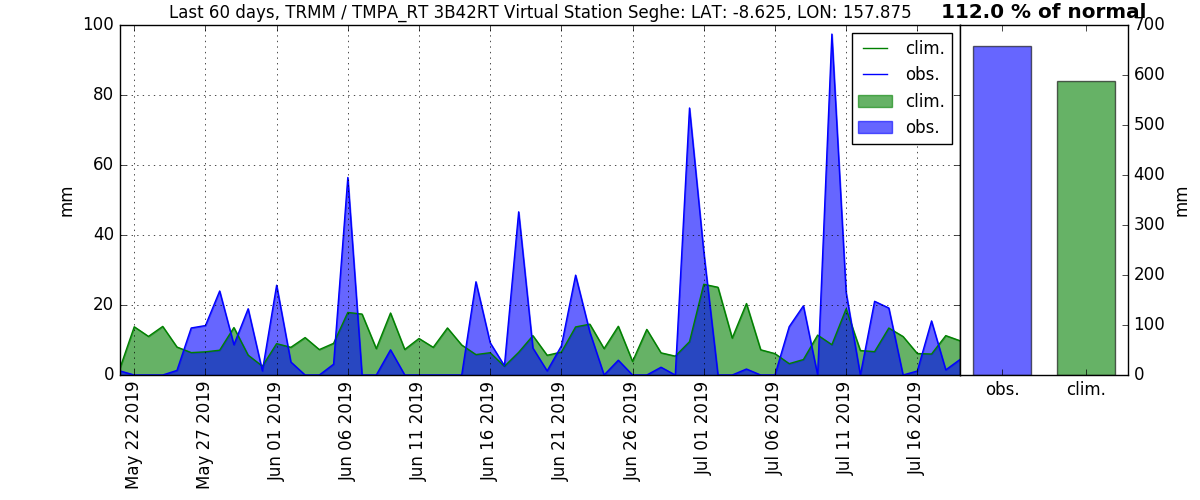 Last 60 days, TRMM / TMPA_RT 3B42RT Virtual Station Seghe: LAT: -8.625, LON: 157.875
112.0 % of normal
100
80
60
40
20
0
mm
clim.
obs.
clim.
obs.
700
600
500
400
300
200
100
0
mm
obs.
clim.
May 22 2019
May 27 2019
Jun 01 2019
Jun 06 2019
Jun 11 2019
Jun 16 2019
Jun 21 2019
Jun 26 2019
Jul 01 2019
Jul 06 2019
Jul 11 2019
Jul 16 2019